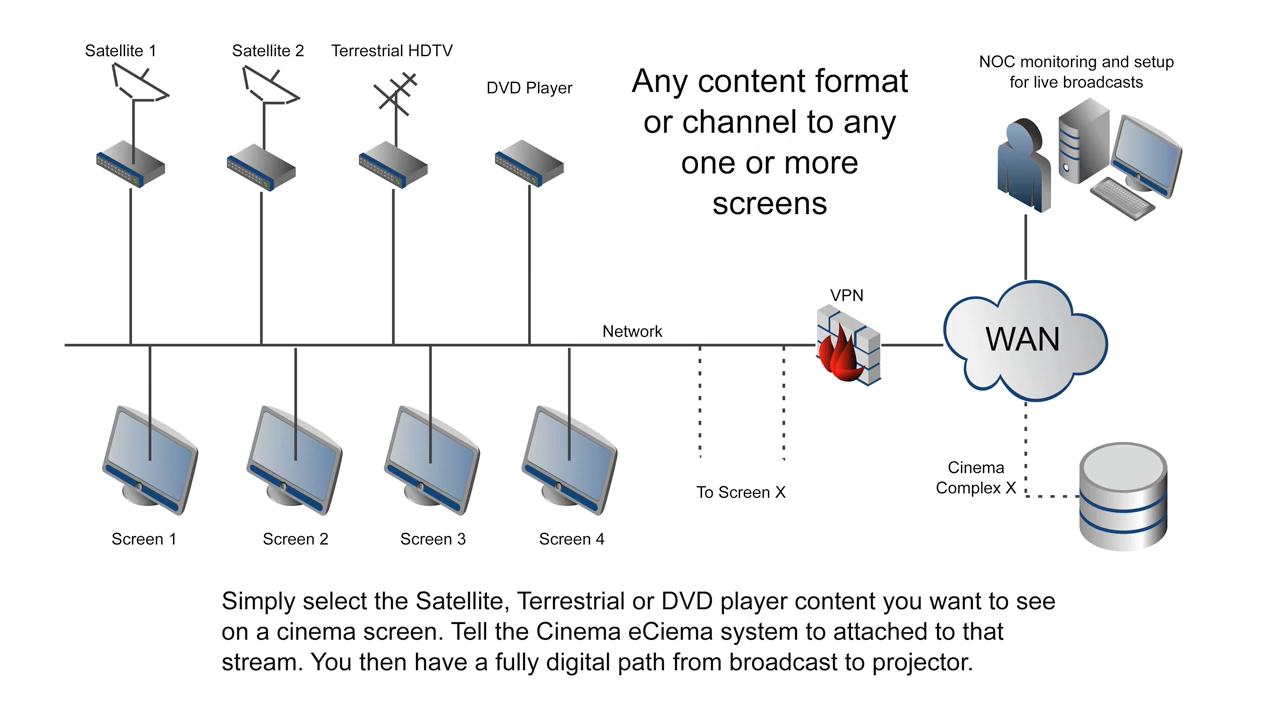 Satellite 1
Satellite 2
Terrestrial HDTV
DVD Player
Any content format
or channel to any
one or more
screens
NOC monitoring and setup
for live broadcasts
VPN
Network
WAN
To Screen X
Cinema
Complex X
Screen 1
Screen 2
Screen 3
Screen 4
Simply select the Satellite, Terrestrial or DVD player content you want to see
on a cinema screen. Tell the Cinema eCiema system to attached to that
stream. You then have a fully digital path from broadcast to projector.